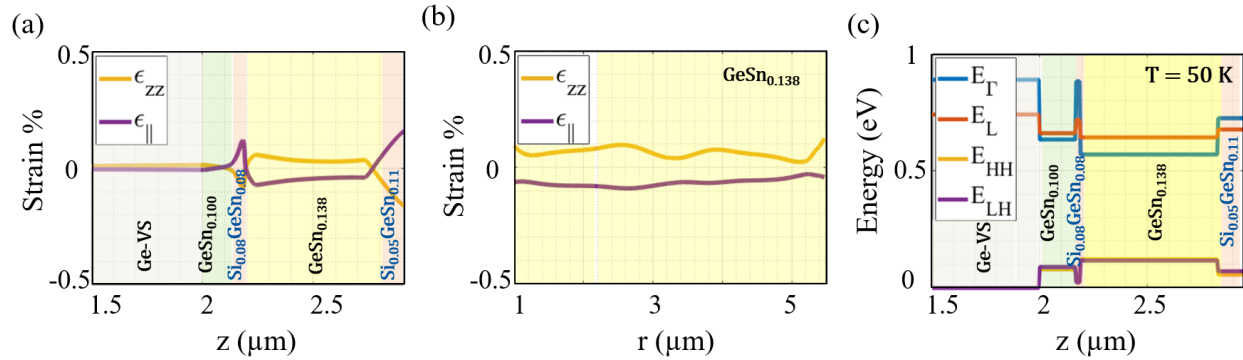 (a)
0.5
0
-0.5
Strain %
ϵzz
ϵ||
Ge-VS
GeSn0.100
Si0.08GeSn0.08
GeSn0.138
Si0.05GeSn0.11
1.5
2
2.5
z (μm)
(b)
0.5
0
-0.5
Strain %
ϵzz
ϵ||
GeSn0.138
1
3
5
r (μm)
(c)
1
0.5
0
Energy (eV)
EΓ
EL
EHH
ELH
T = 50 K
Ge-VS
GeSn0.100
Si0.08GeSn0.08
GeSn0.138
Si0.05GeSn0.11
1.5
2
2.5
z (μm)